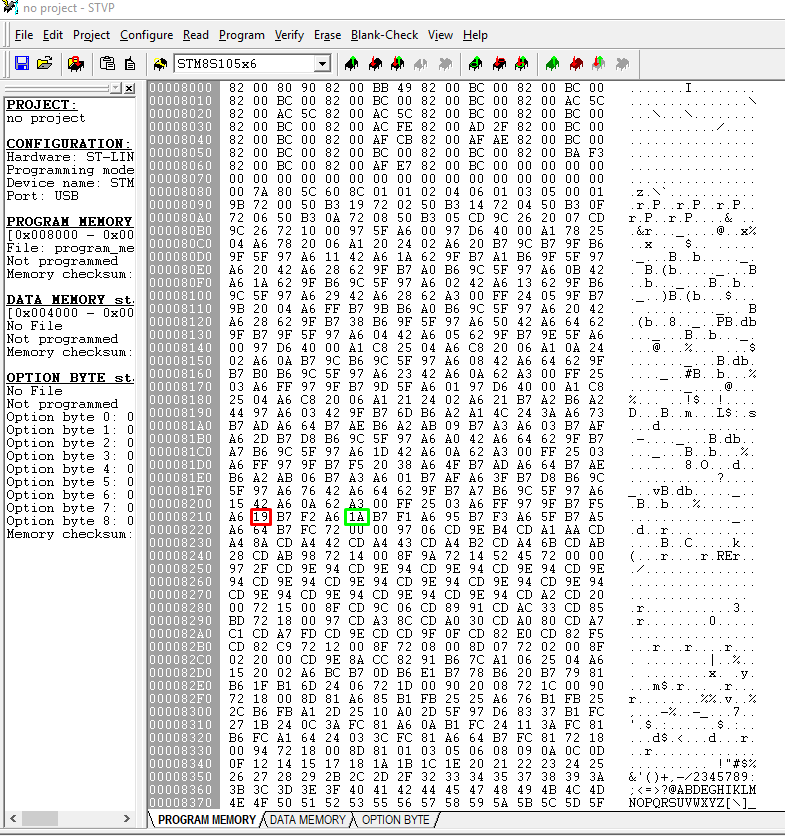 no project - STVP
File Edit Project Configure Read Program Verify Erase Blank-Check View Help
STM8S105x6
PROJECT:
no project
CONFIGURATION:
Hardware: ST-LIN
Programming mode
Device name: STM
Port: USB
PROGRAM MEMORY
[0x008000 - 0x00
File: program_me
Not programmed
Memory checksum:
DATA MEMORY st
[0x004000 - 0x00
No File
Not programmed
Memory checksum:
OPTION BYTE st
No File
Not programmed
Option byte 0: 0
Option byte 1: 0
Option byte 2: 0
Option byte 3: 0
Option byte 4: 0
Option byte 5: 0
Option byte 6: 0
Option byte 7: 0
Option byte 8: 0
Memory checksum:
00008000 82 00 80 90 82 00 BB 49 82 00 BC 00 82 00 BC 00 .......I........
00008010 82 00 BC 00 82 00 BC 00 82 00 BC 00 82 00 AC 5C ...............\
00008020 82 00 AC 5C 82 00 AC 5C 82 00 BC 00 82 00 BC 00 ...\...\........
00008030 82 00 BC 00 82 00 AC FE 82 00 AD 2F 82 00 BC 00 .........../....
00008040 82 00 BC 00 82 00 AF CB 82 00 AF AE 82 00 BC 00 ................
00008050 82 00 BC 00 82 00 BC 00 82 00 BC 00 82 00 BA F3 ................
00008060 82 00 BC 00 82 00 AF E7 82 00 BC 00 82 00 BC 00 ................
00008070 00 00 00 00 00 00 00 00 00 00 00 00 00 00 00 00 ................
00008080 00 7A 80 5C 60 8C 01 01 02 04 06 01 03 05 00 01 .z.\`...........
00008090 9B 72 00 50 B3 19 72 02 50 B3 14 72 04 50 B3 0F .r.P..r.P..r.P..
000080A0 72 06 50 B3 0A 72 08 50 B3 05 CD 9C 26 20 07 CD r.P..r.P....& ..
000080B0 9C 26 72 10 00 97 5F A6 00 97 D6 40 00 A1 78 25 .&r..._....@..x%
000080C0 04 A6 78 20 06 A1 20 24 02 A6 20 B7 79 CB 7F B6
000080D0 9F 5F 97 A6 11 42 A6 1A 62 9F B7 A1 B6 9F 5F 97
000080E0 A6 20 42 A6 28 62 9F B7 A0 B6 9C 5F 97 A6 0B 42
000080F0 A6 1A 62 9F B6 9C 5F 97 A6 02 42 A6 13 62 9F B6
00008100 9C 5F 97 A6 29 42 A6 28 62 A3 00 FF 24 05 9F B7
00008110 9B 20 04 A6 FF B7 9B B6 A0 B6 9C 5F 97 A6 20 42
00008120 A6 28 62 9F B7 38 B6 9F 5F 97 A6 50 42 A6 64 62
00008130 9F B7 9F 5F 97 A6 04 42 A6 05 62 9F B7 9E 5F A6
00008140 00 97 D6 40 00 A1 C8 25 04 A6 C8 20 06 A1 0A 24
00008150 02 A6 0A B7 9C B6 9C 5F 97 A6 08 42 A6 64 62 9F
00008160 B7 B0 B6 9C 5F 97 A6 23 42 A6 0A 62 A3 00 FF 25
00008170 03 A6 FF 97 9F B7 9D 5F A6 01 97 D6 40 00 A1 C8
00008180 25 04 A6 C8 20 06 A1 21 24 02 A6 21 B7 A2 B6 A2
00008190 44 97 A6 03 42 9F B7 6D B6 A2 A1 4C 24 3A A6 73
000081A0 B7 AD A6 64 B7 AE B6 A2 AB 09 B7 A3 A6 03 B7 AF
000081B0 A6 2D B7 D8 B6 9C 5F 97 A6 A0 42 A6 64 62 9F B7
000081C0 A7 B6 9C 5F 97 A6 1D 42 A6 0A 62 A3 00 FF 25 03
000081D0 A6 FF 97 9F B7 F5 20 38 A6 4F B7 AD A6 64 B7 AE
000081E0 B6 A2 AB 06 B7 A3 A6 01 B7 AF A6 3F B7 D8 B6 9C
000081F0 5F 97 A6 76 42 A6 64 62 9F B7 A7 B6 9C 5F 97 A6
00008200 15 42 A6 0A 62 A3 00 FF 25 03 A6 FF 97 9F B7 F5
00008210 A6 19 B7 F2 A6 1A B7 F1 A6 95 B7 F3 A6 5F B7 A5
00008220 A6 64 B7 FC 72 10 00 97 06 CD 9E B4 CD A1 AA CD
00008230 A4 8A CD A4 42 CD A4 43 CD A4 B2 CD A4 6B CD AB
00008240 28 CD AB 98 72 14 00 8F 9A 72 14 52 45 72 00 00
00008250 97 2F CD 9E 94 CD 9E 94 CD 9E 94 CD 9E 94 CD 9E
00008260 94 CD 9E 94 CD 9E 94 CD 9E 94 CD 9E 94 CD 9E 94
00008270 CD 9E 94 CD 9E 94 CD 9E 94 CD 9E 94 CD A2 CD 20
00008280 00 72 15 00 8F CD 9C 06 CD 89 91 CD AC 33 CD 85
00008290 BD 72 18 00 97 CD A3 8C CD A0 30 CD A0 80 CD A7
000082A0 C1 CD A7 FD CD 9E CD CD 9F 0F CD 82 E0 CD 82 F5
000082B0 CD 82 C9 72 12 00 8F 72 18 00 8D 07 72 02 00 8F
000082C0 02 20 00 CD 9E 8A CC 82 91 B6 7C A1 06 25 04 A6
000082D0 15 20 02 A6 BC B7 D0 B6 E1 B7 78 B6 20 B7 79 81
000082E0 B6 1F B1 6D 24 06 72 1D 00 90 20 08 72 1C 00 90
000082F0 72 18 00 8D 81 A6 85 B1 FB 25 25 A6 76 B1 FB 25
00008300 2C B6 FB A1 2D 25 10 A0 2D 5F 97 D6 83 37 B1 FC
00008310 27 1B 24 0C 3A FC 81 A6 0A B1 FC 24 11 3A FC 81
00008320 B6 FC A1 64 24 03 3C FC 81 A6 64 B7 FC 81 72 18
00008330 00 94 72 18 00 8D 81 01 03 05 06 08 09 0A 0C 0D
00008340 0F 12 14 15 17 18 1A 1B 1C 1E 20 21 22 23 24 25 .......... !"#$%
00008350 26 27 28 29 2B 2C 2D 2F 32 33 34 35 37 38 39 3A &'()+,-/2345789:
00008360 3B 3C 3D 3E 3F 40 41 42 44 45 47 48 49 4B 4C 4D ;<=>?@ABDEGHIKLM
00008370 4E 4F 50 51 52 53 55 56 57 58 59 5A 5B 5C 5D 5F NOPQRSUVWXYZ[\]_
PROGRAM MEMORY DATA MEMORY OPTION BYTE